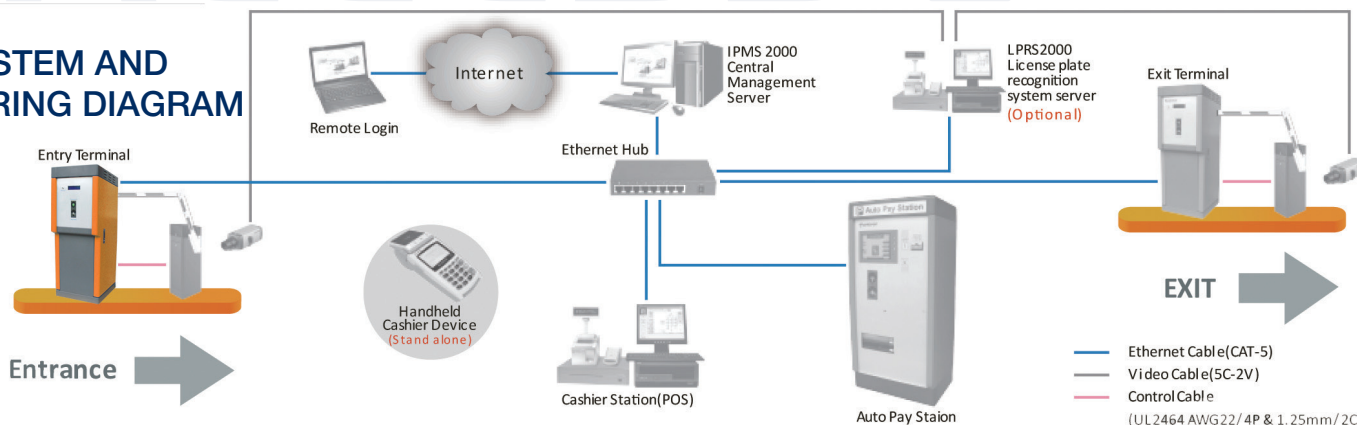 STEM AND
RING DIAGRAM
Internet
Remote Login
IPMS 2000
Central
Management
Server
LPRS2000
License plate
recognition
system server
(Optional)
Exit Terminal
Entry Terminal
Ethernet Hub
Auto Pay Station
Handheld
Cashier Device
(Stand alone)
EXIT
Entrance
Cashier Station(POS)
Auto Pay Staion
Ethernet Cable(CAT-5)
Video Cable(5C-2V)
Control Cable
(UL2464 AWG22/4P & 1.25mm/2C